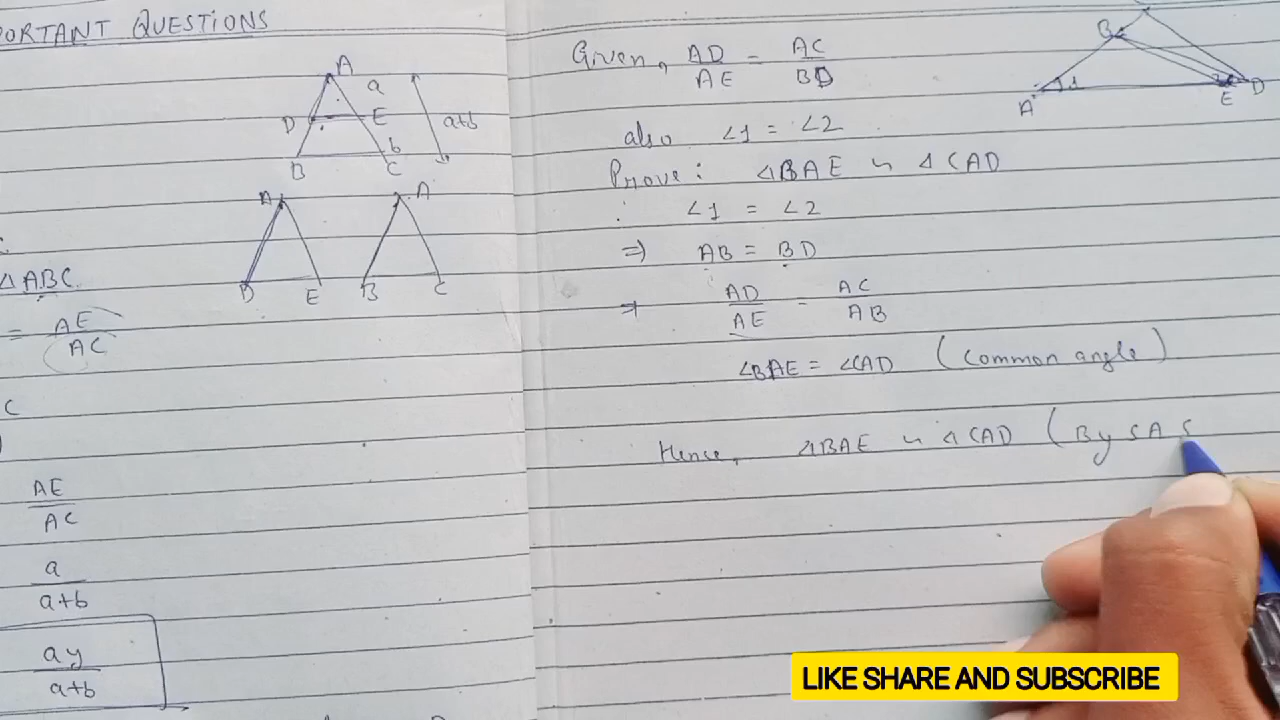 PORTANT QUESTIONS
A
a
D E a+b
b
B C
A A
D E B C
△ABC
= AE
AC
C
AE
AC
a
a+b
ay
a+b
Given, AD = AC
AE BD
also ∠1 = ∠2
Prove: △BAE ~ △CAD
∴ ∠1 = ∠2
⇒ AB = BD
⇒ AD = AC
AE AB
∠BAE = ∠CAD (Common angle)
Hence, △BAE ~ △CAD (By SAS
B
A 1 2 E D
LIKE SHARE AND SUBSCRIBE